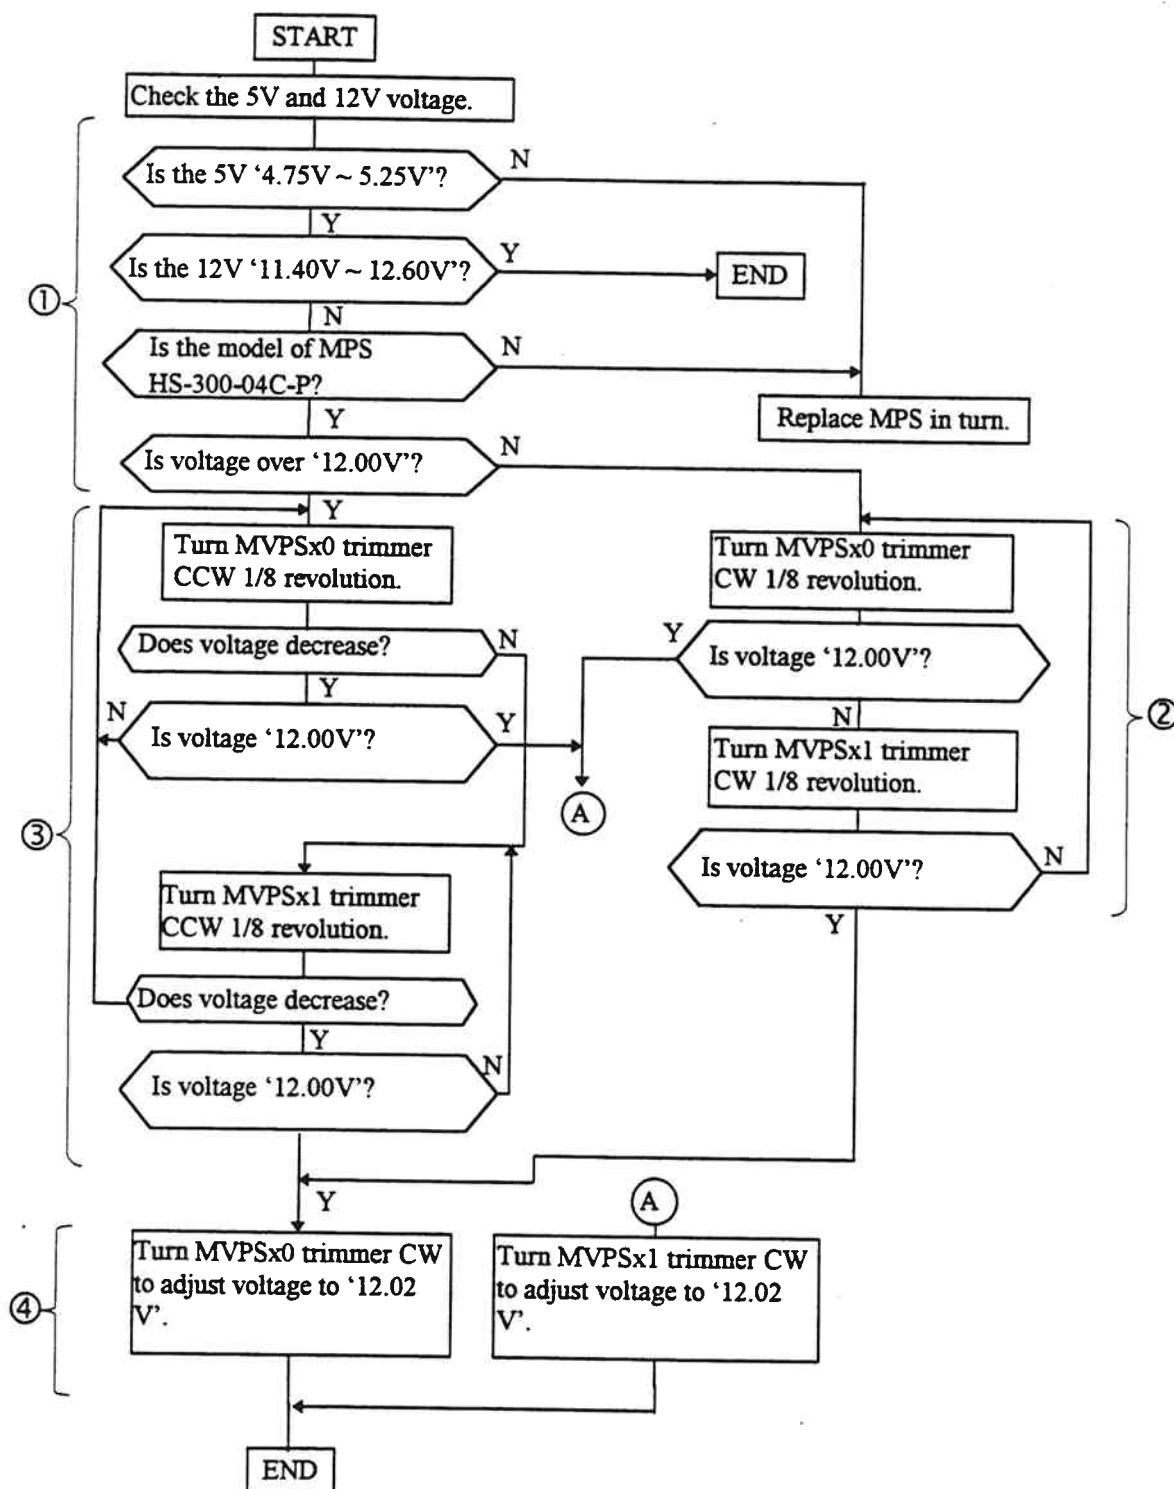 START
Check the 5V and 12V voltage.
Is the 5V ‘4.75V ~ 5.25V’?
N
Y
Is the 12V ‘11.40V ~ 12.60V’?
Y
END
N
①
Is the model of MPS
HS-300-04C-P?
N
Y
Replace MPS in turn.
Is voltage over ‘12.00V’?
N
Y
Turn MVPSx0 trimmer
CCW 1/8 revolution.
Does voltage decrease?
N
Y
Is voltage ‘12.00V’?
N
Y
A
③
Turn MVPSx1 trimmer
CCW 1/8 revolution.
Does voltage decrease?
Y
Is voltage ‘12.00V’?
N
Y
Turn MVPSx0 trimmer
CW 1/8 revolution.
Y
Is voltage ‘12.00V’?
N
②
Turn MVPSx1 trimmer
CW 1/8 revolution.
Is voltage ‘12.00V’?
N
Y
④
Turn MVPSx0 trimmer CW
to adjust voltage to ‘12.02
V’.
A
Turn MVPSx1 trimmer CW
to adjust voltage to ‘12.02
V’.
END